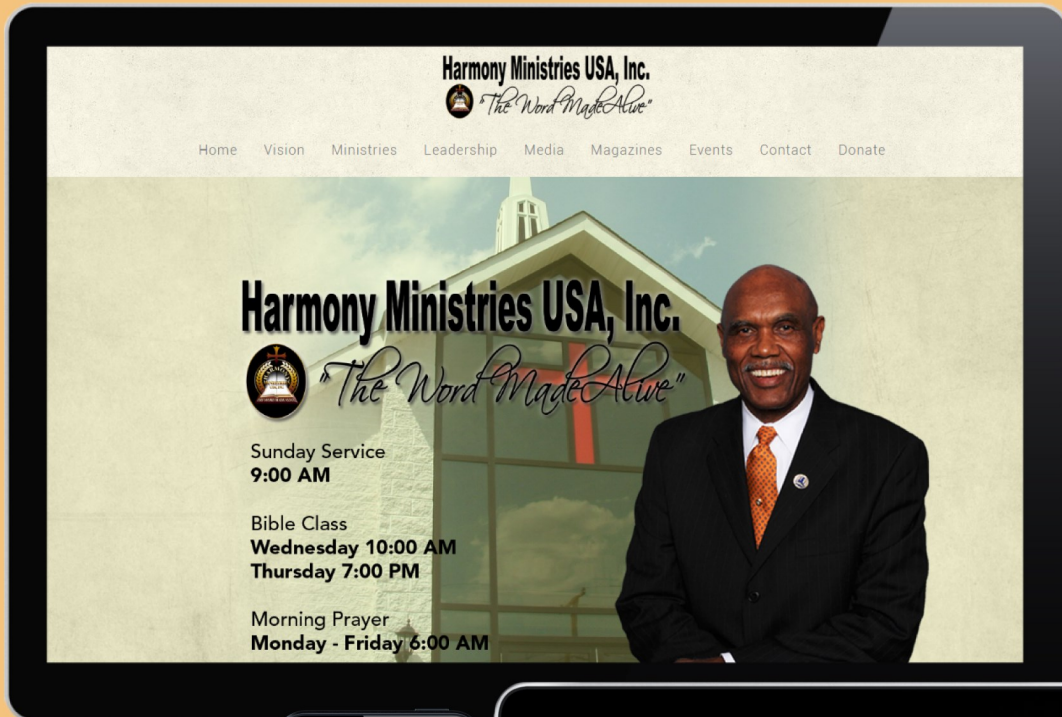 Harmony Ministries USA, Inc.
"The Word Made Alive"
Home Vision Ministries Leadership Media Magazines Events Contact Donate
Harmony Ministries USA, Inc.
"The Word Made Alive"
Sunday Service
9:00 AM
Bible Class
Wednesday 10:00 AM
Thursday 7:00 PM
Morning Prayer
Monday - Friday 6:00 AM